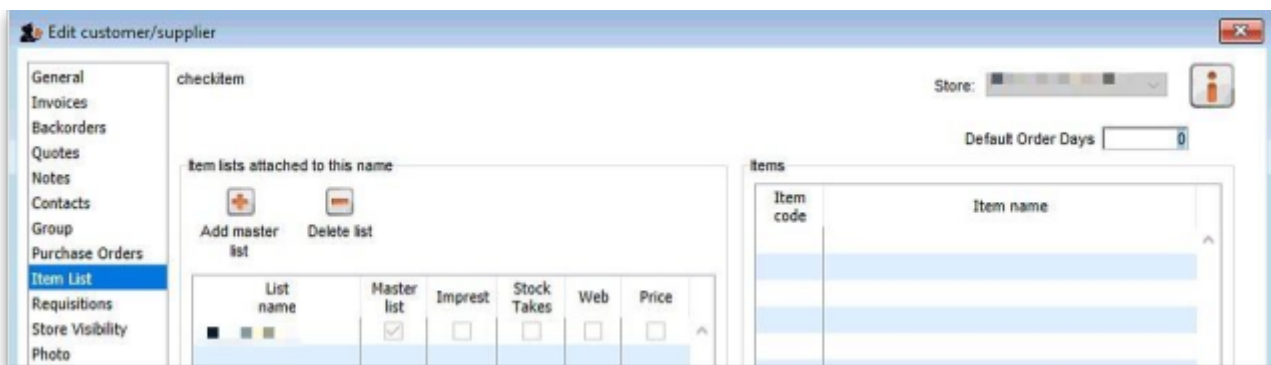 Edit customer/supplier
General
Invoices
Backorders
Quotes
Notes
Contacts
Group
Purchase Orders
Item List
Requisitions
Store Visibility
Photo
checkitem
Store:
Default Order Days 0
Item lists attached to this name
Add master list
Delete list
List name
Master list
Imprest
Stock Takes
Web
Price
Items
Item code
Item name